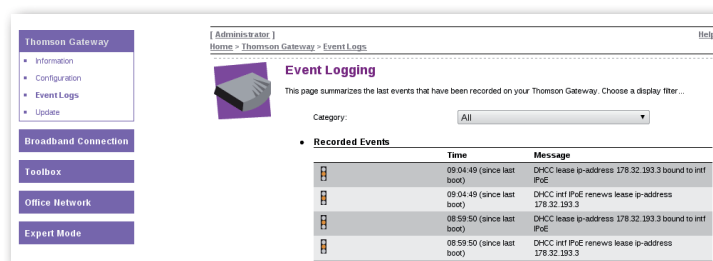 Thomson Gateway
Information
Configuration
Event Logs
Update
Broadband Connection
Toolbox
Office Network
Expert Mode
[ Administrator ]
Help
Home > Thomson Gateway > Event Logs
Event Logging
This page summarizes the last events that have been recorded on your Thomson Gateway. Choose a display filter...
Category: All
Recorded Events
Time Message
09:04:49 (since last boot) DHCC lease ip-address 178.32.193.3 bound to intf IPoE
09:04:49 (since last boot) DHCC intf IPoE renews lease ip-address 178.32.193.3
08:59:50 (since last boot) DHCC lease ip-address 178.32.193.3 bound to intf IPoE
08:59:50 (since last boot) DHCC intf IPoE renews lease ip-address 178.32.193.3